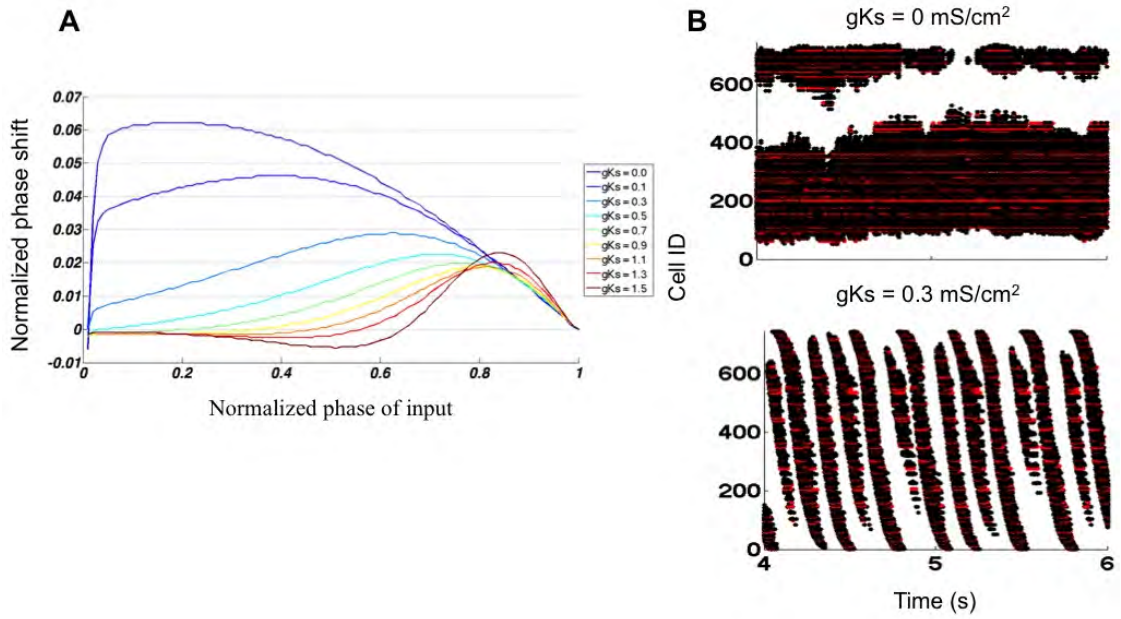 A
0.07
0.06
0.05
0.04
0.03
0.02
0.01
0
-0.01
0
0.2
0.4
0.6
0.8
1
Normalized phase shift
Normalized phase of input
gKs = 0.0
gKs = 0.1
gKs = 0.3
gKs = 0.5
gKs = 0.7
gKs = 0.9
gKs = 1.1
gKs = 1.3
gKs = 1.5
B
gKs = 0 mS/cm²
600
400
200
0
Cell ID
gKs = 0.3 mS/cm²
600
400
200
0
4
5
6
Time (s)